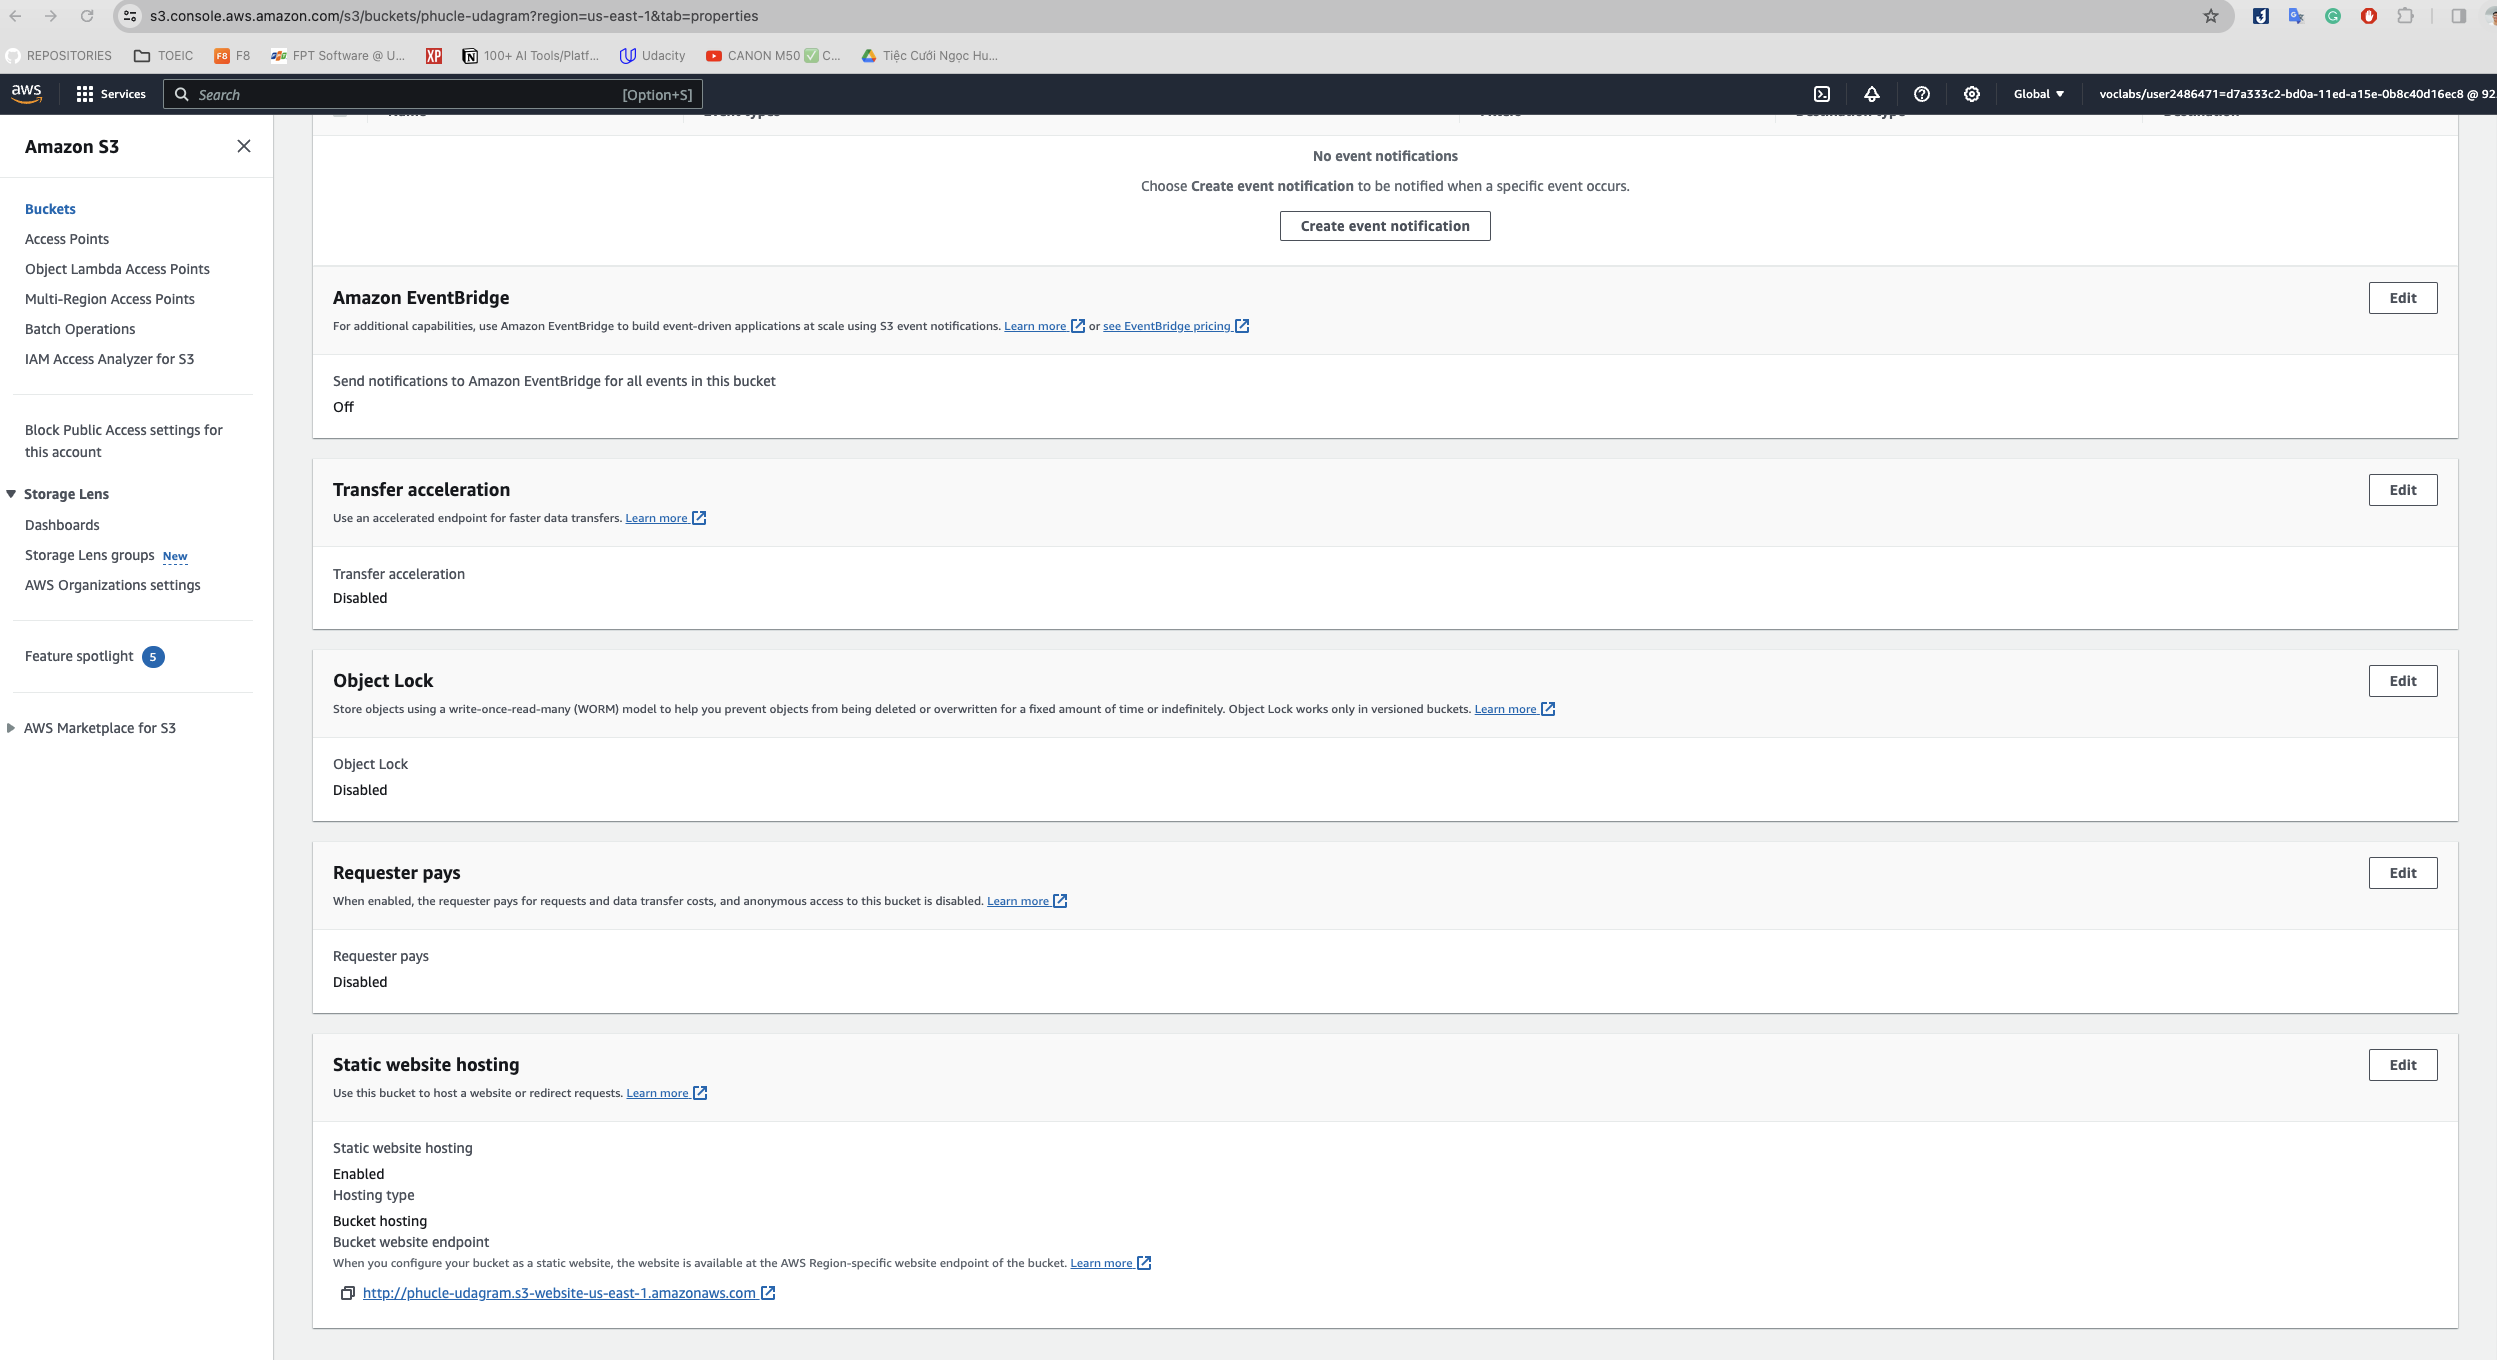 s3.console.aws.amazon.com/s3/buckets/phucle-udagram?region=us-east-1&tab=properties
REPOSITORIES TOEIC F8 F8 FPT Software @ U... XP 100+ AI Tools/Platf... Udacity CANON M50 ✅ C... Tiệc Cưới Ngọc Hu...
aws Services Search [Option+S] Global voclabs/user2486471=d7a333c2-bd0a-11ed-a15e-0b8c40d16ec8 @ 92
Amazon S3
Buckets
Access Points
Object Lambda Access Points
Multi-Region Access Points
Batch Operations
IAM Access Analyzer for S3
Block Public Access settings for
this account
Storage Lens
Dashboards
Storage Lens groups New
AWS Organizations settings
Feature spotlight 5
AWS Marketplace for S3
No event notifications
Choose Create event notification to be notified when a specific event occurs.
Create event notification
Amazon EventBridge
Edit
For additional capabilities, use Amazon EventBridge to build event-driven applications at scale using S3 event notifications. Learn more or see EventBridge pricing
Send notifications to Amazon EventBridge for all events in this bucket
Off
Transfer acceleration
Edit
Use an accelerated endpoint for faster data transfers. Learn more
Transfer acceleration
Disabled
Object Lock
Edit
Store objects using a write-once-read-many (WORM) model to help you prevent objects from being deleted or overwritten for a fixed amount of time or indefinitely. Object Lock works only in versioned buckets. Learn more
Object Lock
Disabled
Requester pays
Edit
When enabled, the requester pays for requests and data transfer costs, and anonymous access to this bucket is disabled. Learn more
Requester pays
Disabled
Static website hosting
Edit
Use this bucket to host a website or redirect requests. Learn more
Static website hosting
Enabled
Hosting type
Bucket hosting
Bucket website endpoint
When you configure your bucket as a static website, the website is available at the AWS Region-specific website endpoint of the bucket. Learn more
http://phucle-udagram.s3-website-us-east-1.amazonaws.com